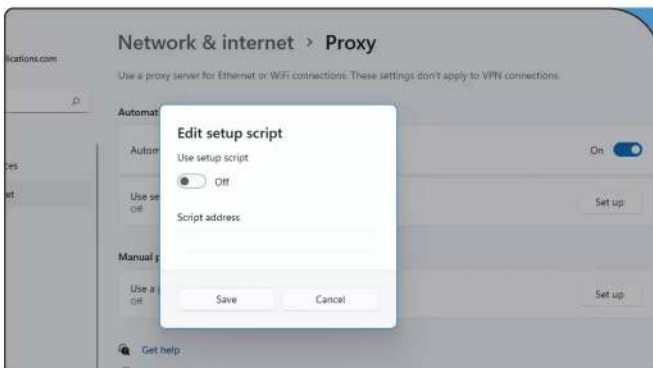 Network & internet > Proxy
lications.com
Use a proxy server for Ethernet or WiFi connections. These settings don't apply to VPN connections.
Automat
Edit setup script
Autom
Use setup script
On
Off
ces
et
Use se
Off
Set up
Script address
Manual p
Use a p
Off
Save
Cancel
Set up
Get help